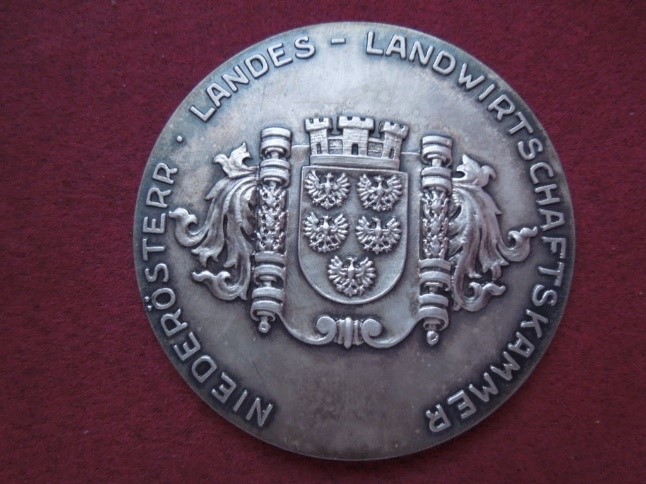 NIEDERÖSTERR · LANDES - LANDWIRTSCHAFTSKAMMER